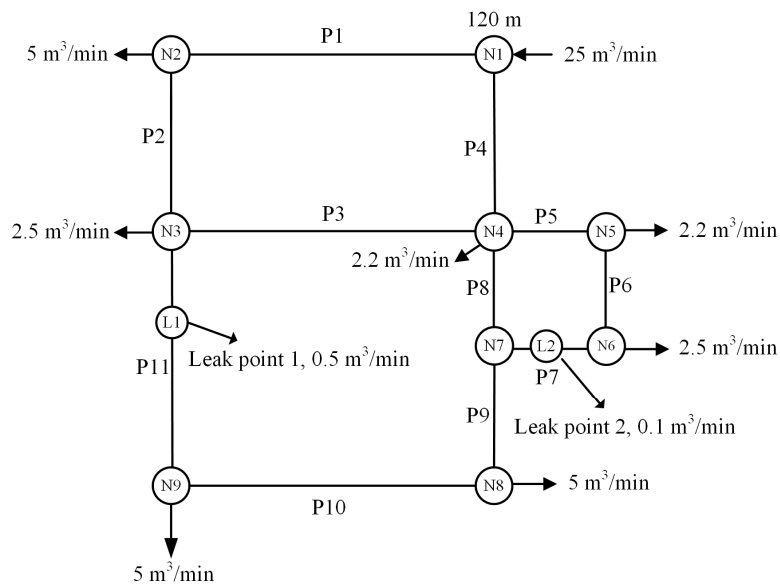 120 m
5 m³/min
N2
P1
N1
25 m³/min
P2
P4
2.5 m³/min
N3
P3
N4
P5
N5
2.2 m³/min
2.2 m³/min
P8
P6
L1
Leak point 1, 0.5 m³/min
N7
L2
N6
2.5 m³/min
P11
P7
P9
Leak point 2, 0.1 m³/min
N9
P10
N8
5 m³/min
5 m³/min